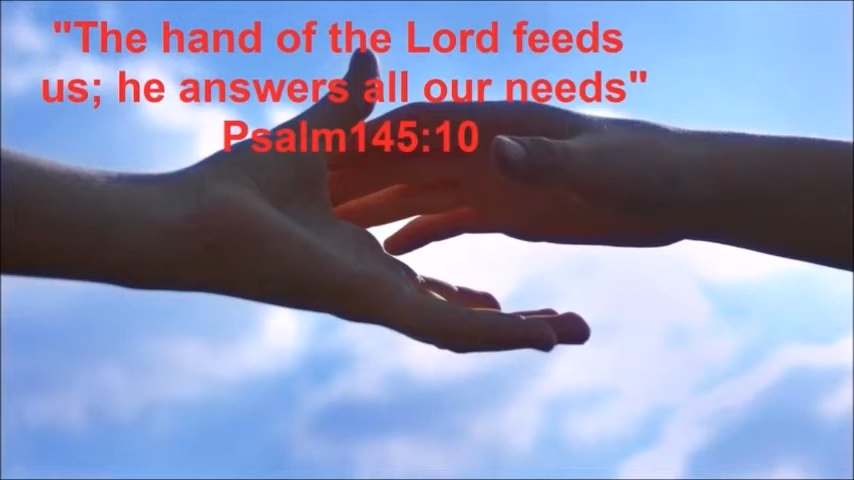 "The hand of the Lord feeds
us; he answers all our needs"
Psalm145:10